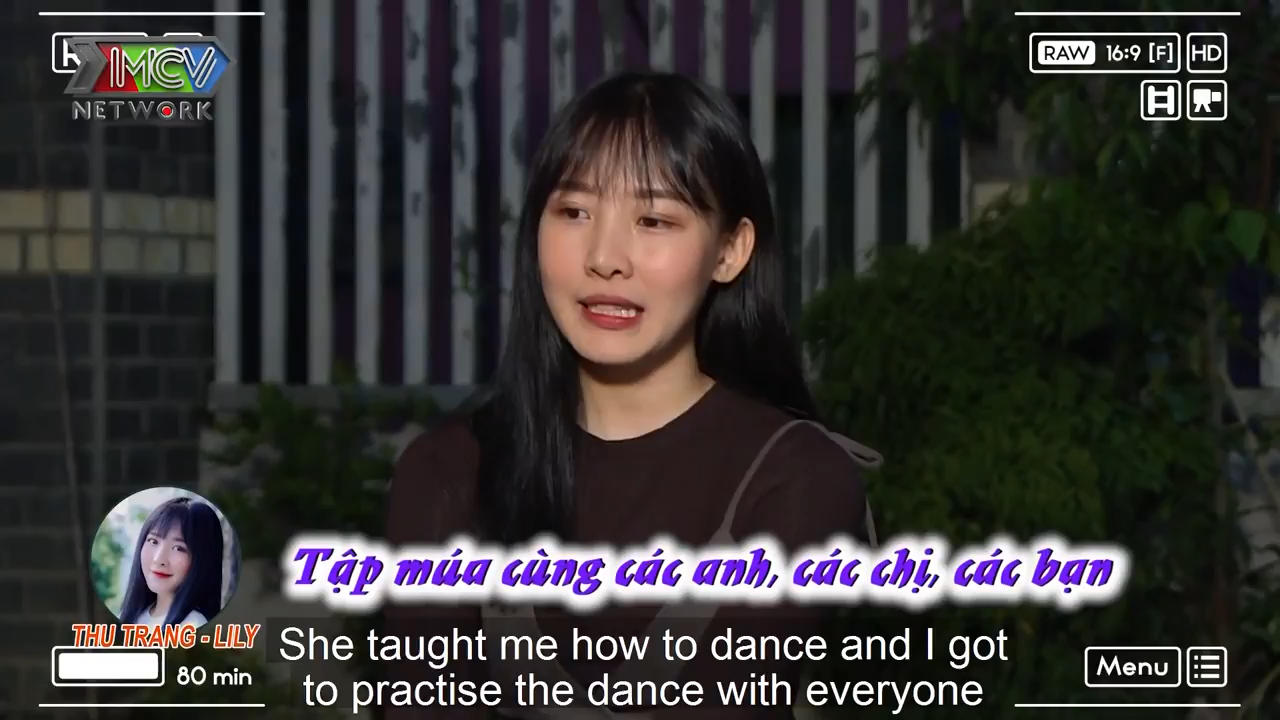 MCV
NETWORK
RAW 16:9 [F] HD
Tập múa cùng các anh, các chị, các bạn
THU TRANG - LILY
She taught me how to dance and I got
to practise the dance with everyone
80 min
Menu